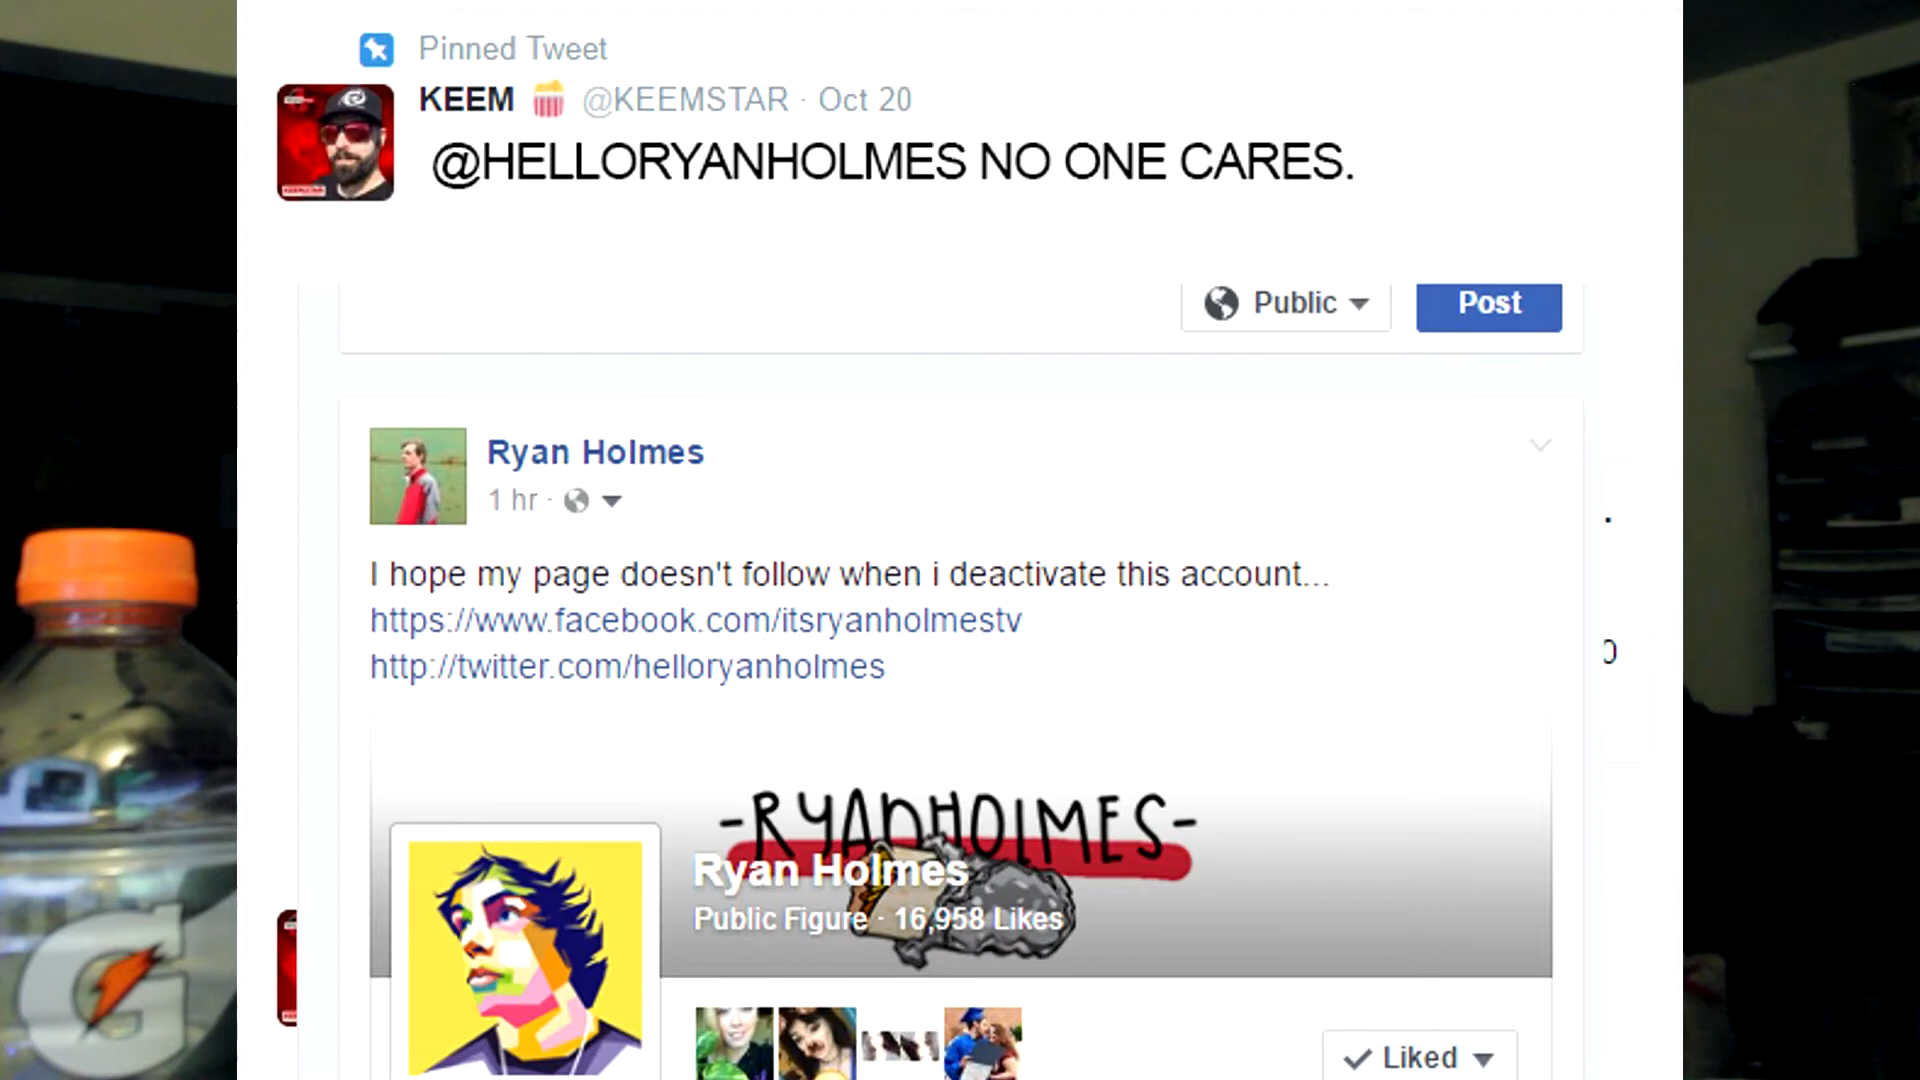 Pinned Tweet
KEEM @KEEMSTAR · Oct 20
@HELLORYANHOLMES NO ONE CARES.
Public Post
Ryan Holmes
1 hr ·
I hope my page doesn't follow when i deactivate this account...
https://www.facebook.com/itsryanholmestv
http://twitter.com/helloryanholmes
-RYANHOLMES-
Ryan Holmes
Public Figure · 16,958 Likes
Liked
G